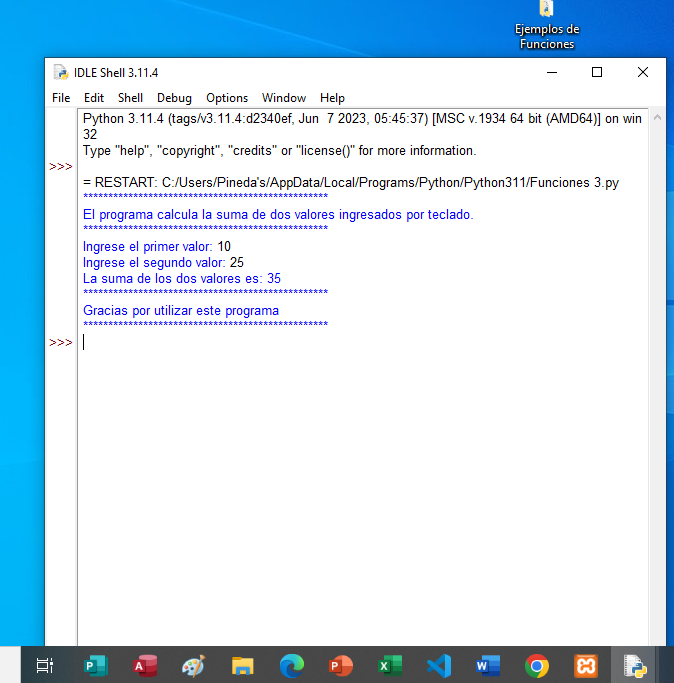 Ejemplos de
Funciones
IDLE Shell 3.11.4
File Edit Shell Debug Options Window Help
Python 3.11.4 (tags/v3.11.4:d2340ef, Jun  7 2023, 05:45:37) [MSC v.1934 64 bit (AMD64)] on win
32
Type "help", "copyright", "credits" or "license()" for more information.
>>>
= RESTART: C:/Users/Pineda's/AppData/Local/Programs/Python/Python311/Funciones 3.py
*************************************************
El programa calcula la suma de dos valores ingresados por teclado.
*************************************************
Ingrese el primer valor: 10
Ingrese el segundo valor: 25
La suma de los dos valores es: 35
*************************************************
Gracias por utilizar este programa
*************************************************
>>>